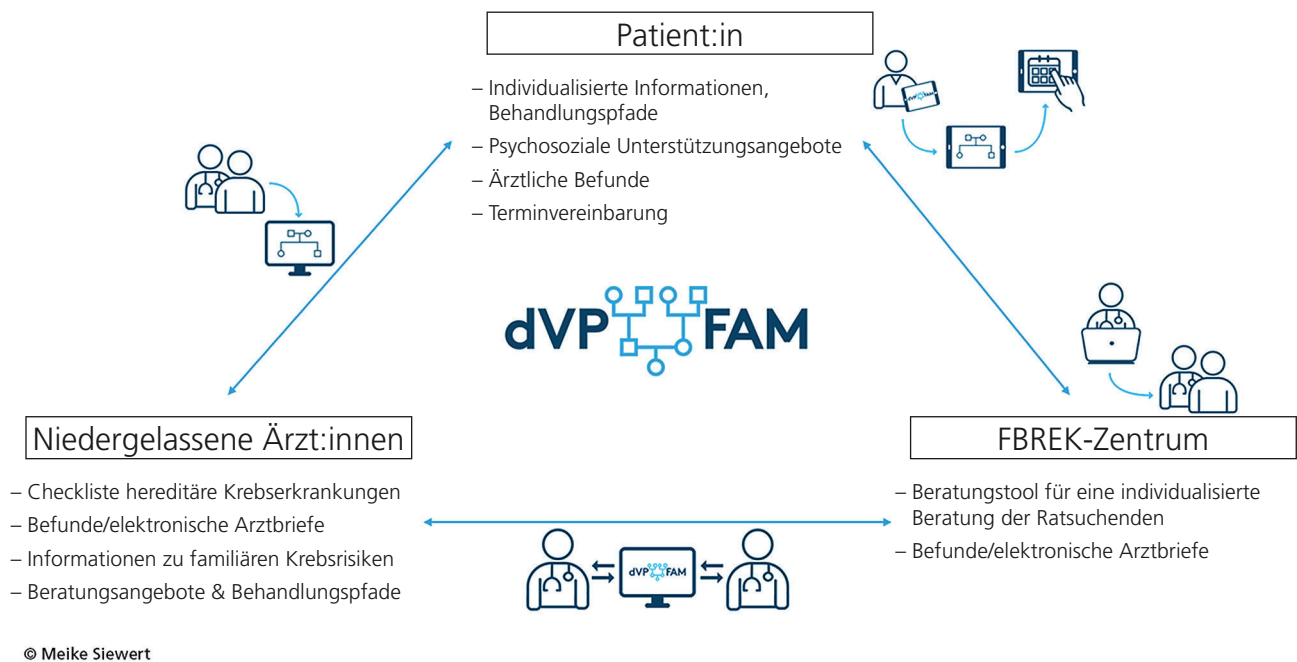 Patient:in
– Individualisierte Informationen,
Behandlungspfade
– Psychosoziale Unterstützungsangebote
– Ärztliche Befunde
– Terminvereinbarung
dVP FAM
dVP FAM
Niedergelassene Ärzt:innen
– Checkliste hereditäre Krebserkrankungen
– Befunde/elektronische Arztbriefe
– Informationen zu familiären Krebsrisiken
– Beratungsangebote & Behandlungspfade
FBREK-Zentrum
– Beratungstool für eine individualisierte
Beratung der Ratsuchenden
– Befunde/elektronische Arztbriefe
dVP FAM
© Meike Siewert